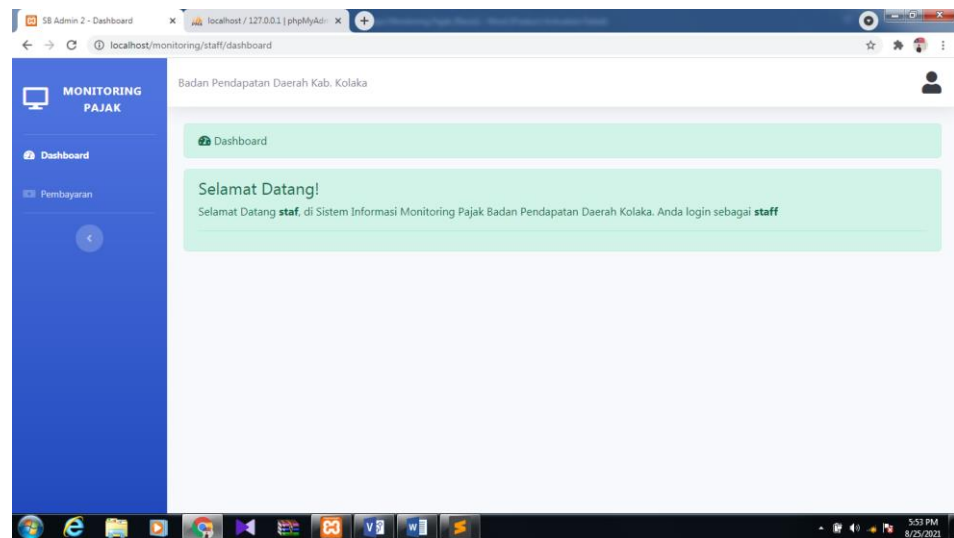 SB Admin 2 - Dashboard
localhost / 127.0.0.1 | phpMyAd
localhost/monitoring/staff/dashboard
MONITORING
PAJAK
Badan Pendapatan Daerah Kab. Kolaka
Dashboard
Dashboard
Selamat Datang!
Pembayaran
Selamat Datang staf, di Sistem Informasi Monitoring Pajak Badan Pendapatan Daerah Kolaka. Anda login sebagai staff
5:53 PM
8/25/2021